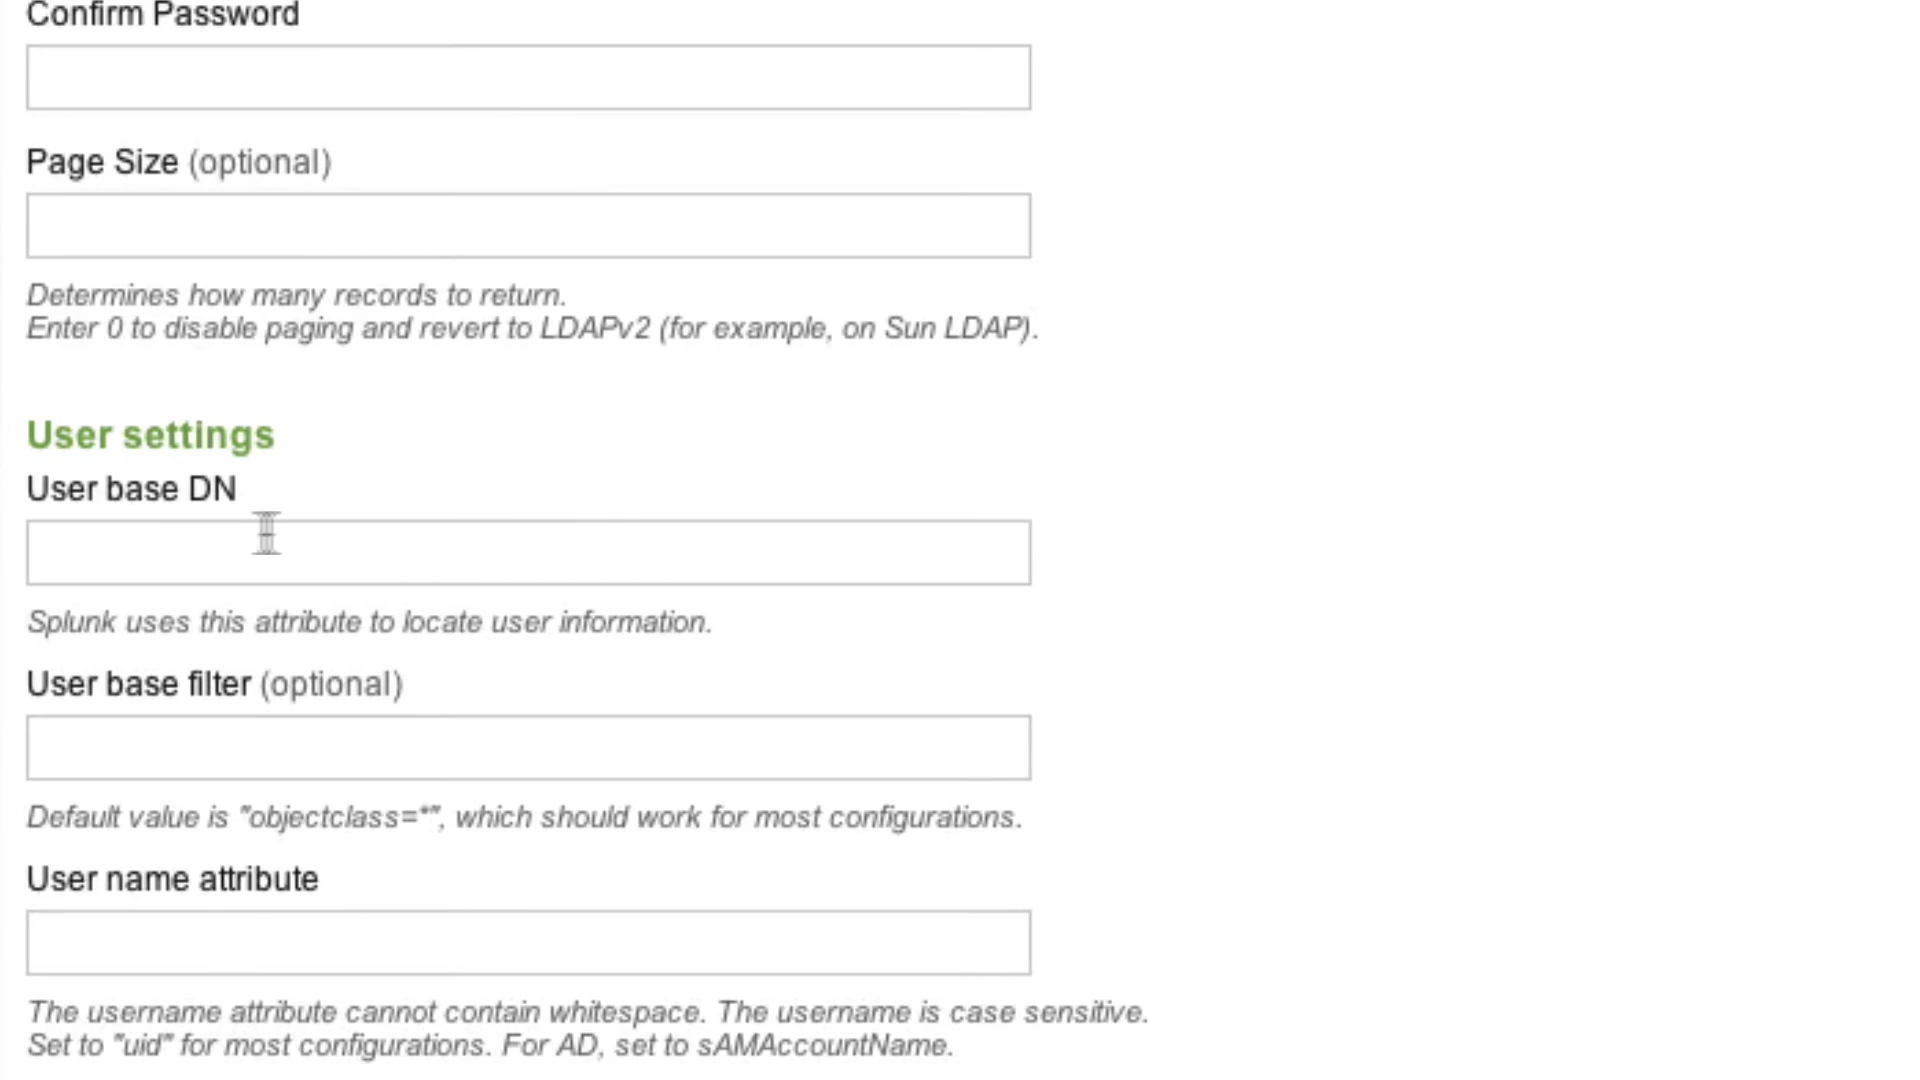 Confirm Password
Page Size (optional)
Determines how many records to return.
Enter 0 to disable paging and revert to LDAPv2 (for example, on Sun LDAP).
User settings
User base DN
Splunk uses this attribute to locate user information.
User base filter (optional)
Default value is "objectclass=*", which should work for most configurations.
User name attribute
The username attribute cannot contain whitespace. The username is case sensitive.
Set to "uid" for most configurations. For AD, set to sAMAccountName.